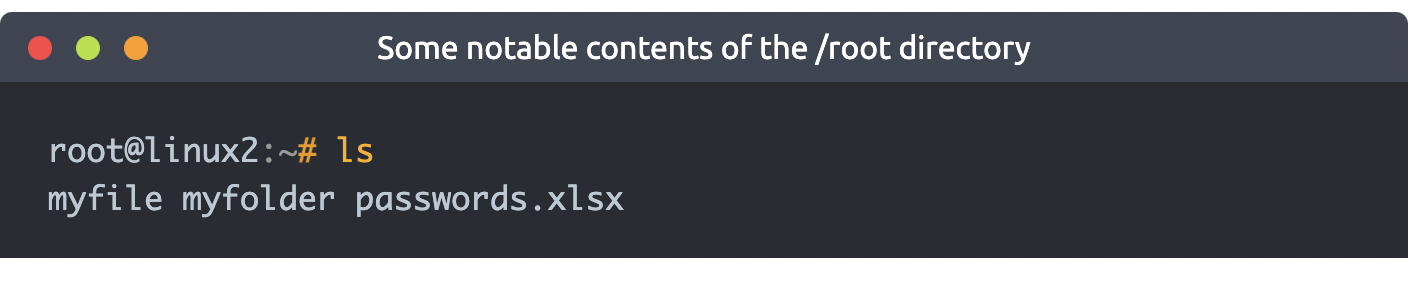 Some notable contents of the /root directory
root@linux2:~# ls
myfile myfolder passwords.xlsx